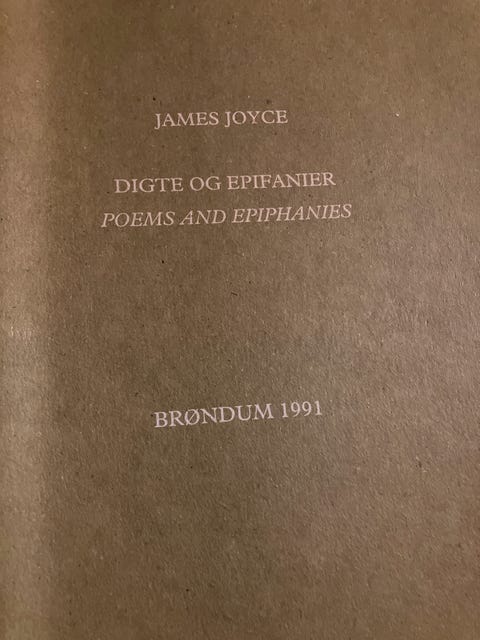 JAMES JOYCE
DIGTE OG EPIFANIER
POEMS AND EPIPHANIES
BRØNDUM 1991